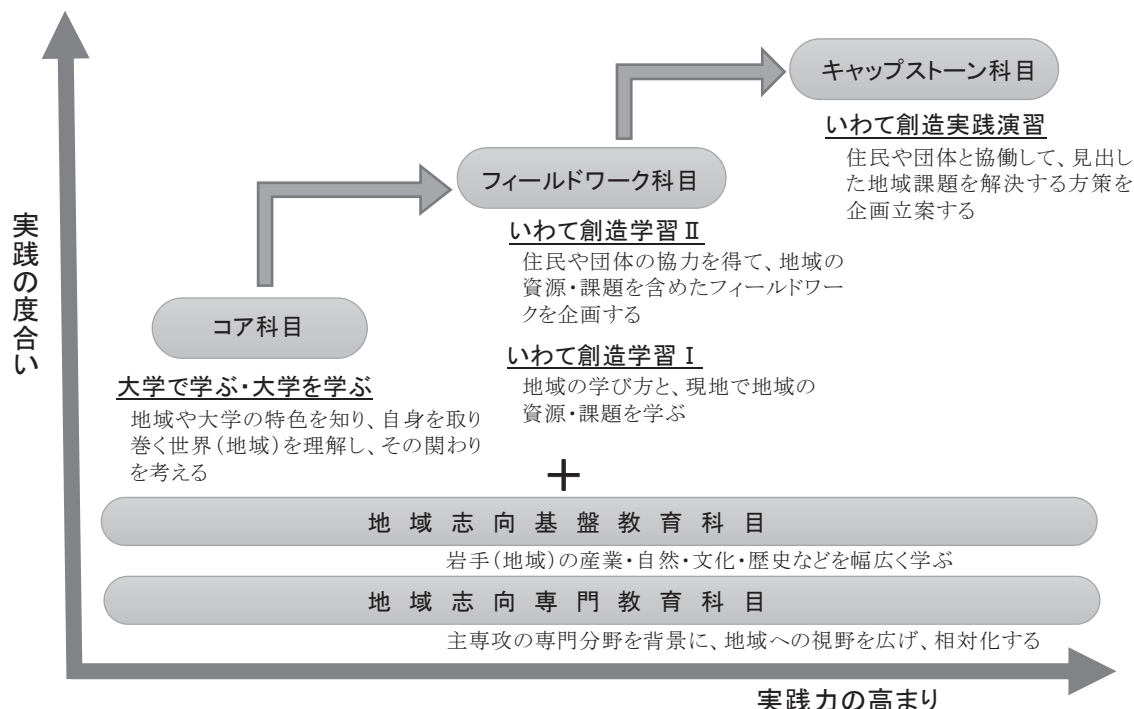 キャップストーン科目
いわて創造実践演習
住民や団体と協働して、見出し
た地域課題を解決する方策を
企画立案する
フィールドワーク科目
いわて創造学習Ⅱ
住民や団体の協力を得て、地域の
資源・課題を含めたフィールドワー
クを企画する
いわて創造学習Ⅰ
地域の学び方と、現地で地域の
資源・課題を学ぶ
コア科目
大学で学ぶ・大学を学ぶ
地域や大学の特色を知り、自身を取り
巻く世界(地域)を理解し、その関わり
を考える
実践の度合い
+
地域志向基盤教育科目
岩手(地域)の産業・自然・文化・歴史などを幅広く学ぶ
地域志向専門教育科目
主専攻の専門分野を背景に、地域への視野を広げ、相対化する
実践力の高まり